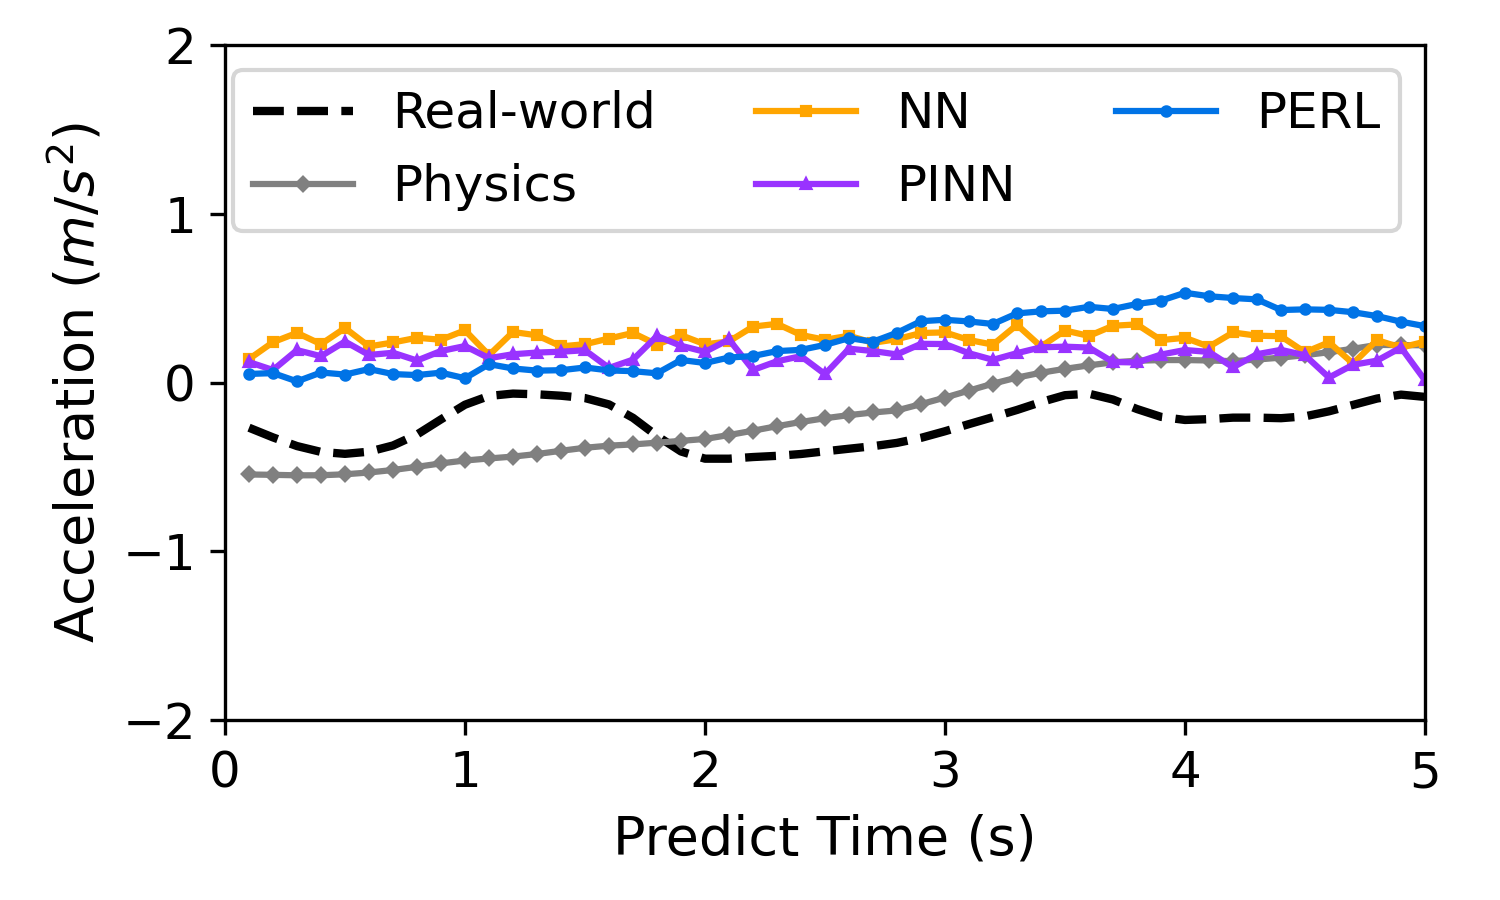 2
1
0
−1
−2
Acceleration (m/s²)
Real-world
Physics
NN
PINN
PERL
0 1 2 3 4 5
Predict Time (s)